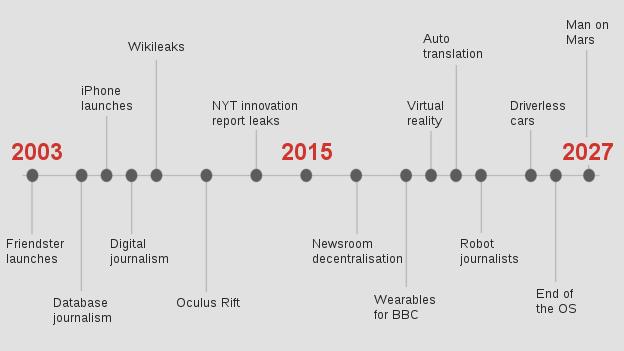 Man on
Mars
Auto
translation
Wikileaks
iPhone
launches
NYT innovation
report leaks
Virtual
reality
Driverless
cars
2003
2015
2027
Friendster
launches
Digital
journalism
Newsroom
decentralisation
Robot
journalists
Database
journalism
Oculus Rift
Wearables
for BBC
End of
the OS